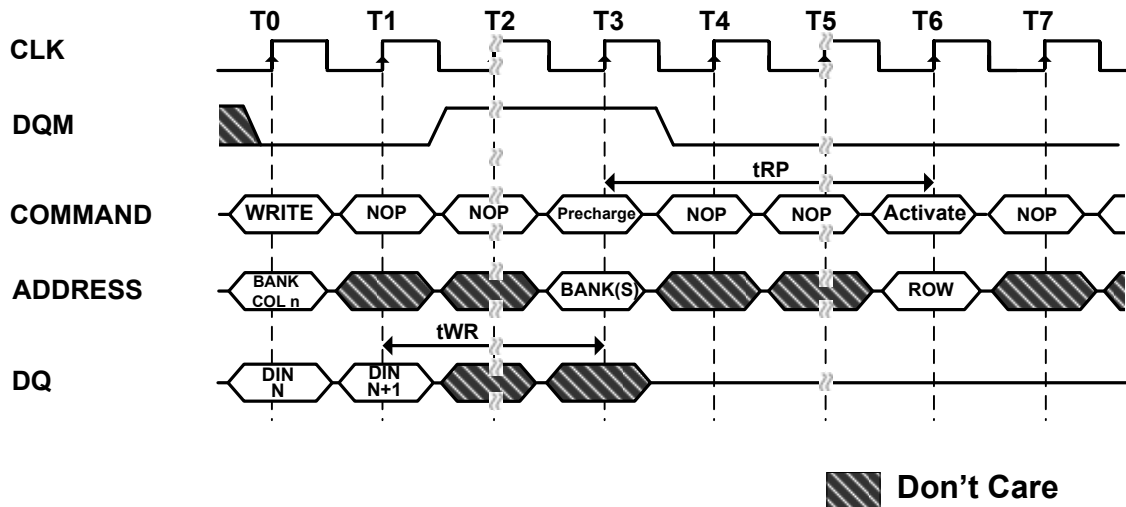 T0 T1 T2 T3 T4 T5 T6 T7
CLK
DQM
tRP
COMMAND WRITE NOP NOP Precharge NOP NOP Activate NOP
ADDRESS BANK COL n BANK(S) ROW
tWR
DQ DIN N DIN N+1
Don't Care